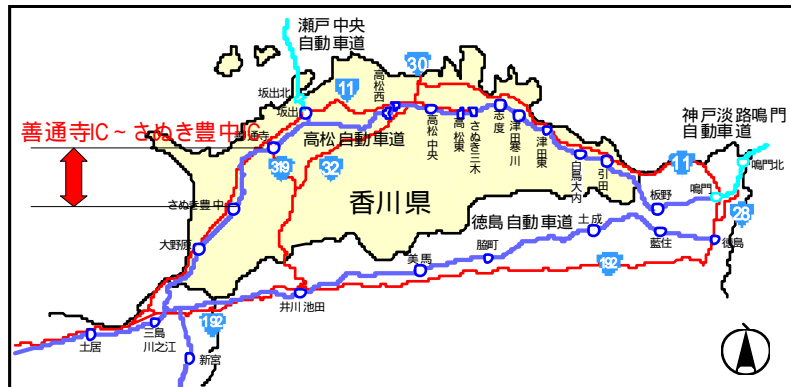 瀬戸中央
自動車道
坂出北
坂出
11
高松西
30
善通寺IC～さぬき豊中IC
善通寺
高松自動車道
高松中央
高松東
さぬき三木
志度
津田寒川
津田東
白鳥大内
引田
神戸淡路鳴門
自動車道
11
鳴門北
鳴門
板野
28
319
32
香川県
さぬき豊中
徳島自動車道
土成
藍住
徳島
大野原
脇町
美馬
192
井川池田
192
三島
川之江
土居
新宮